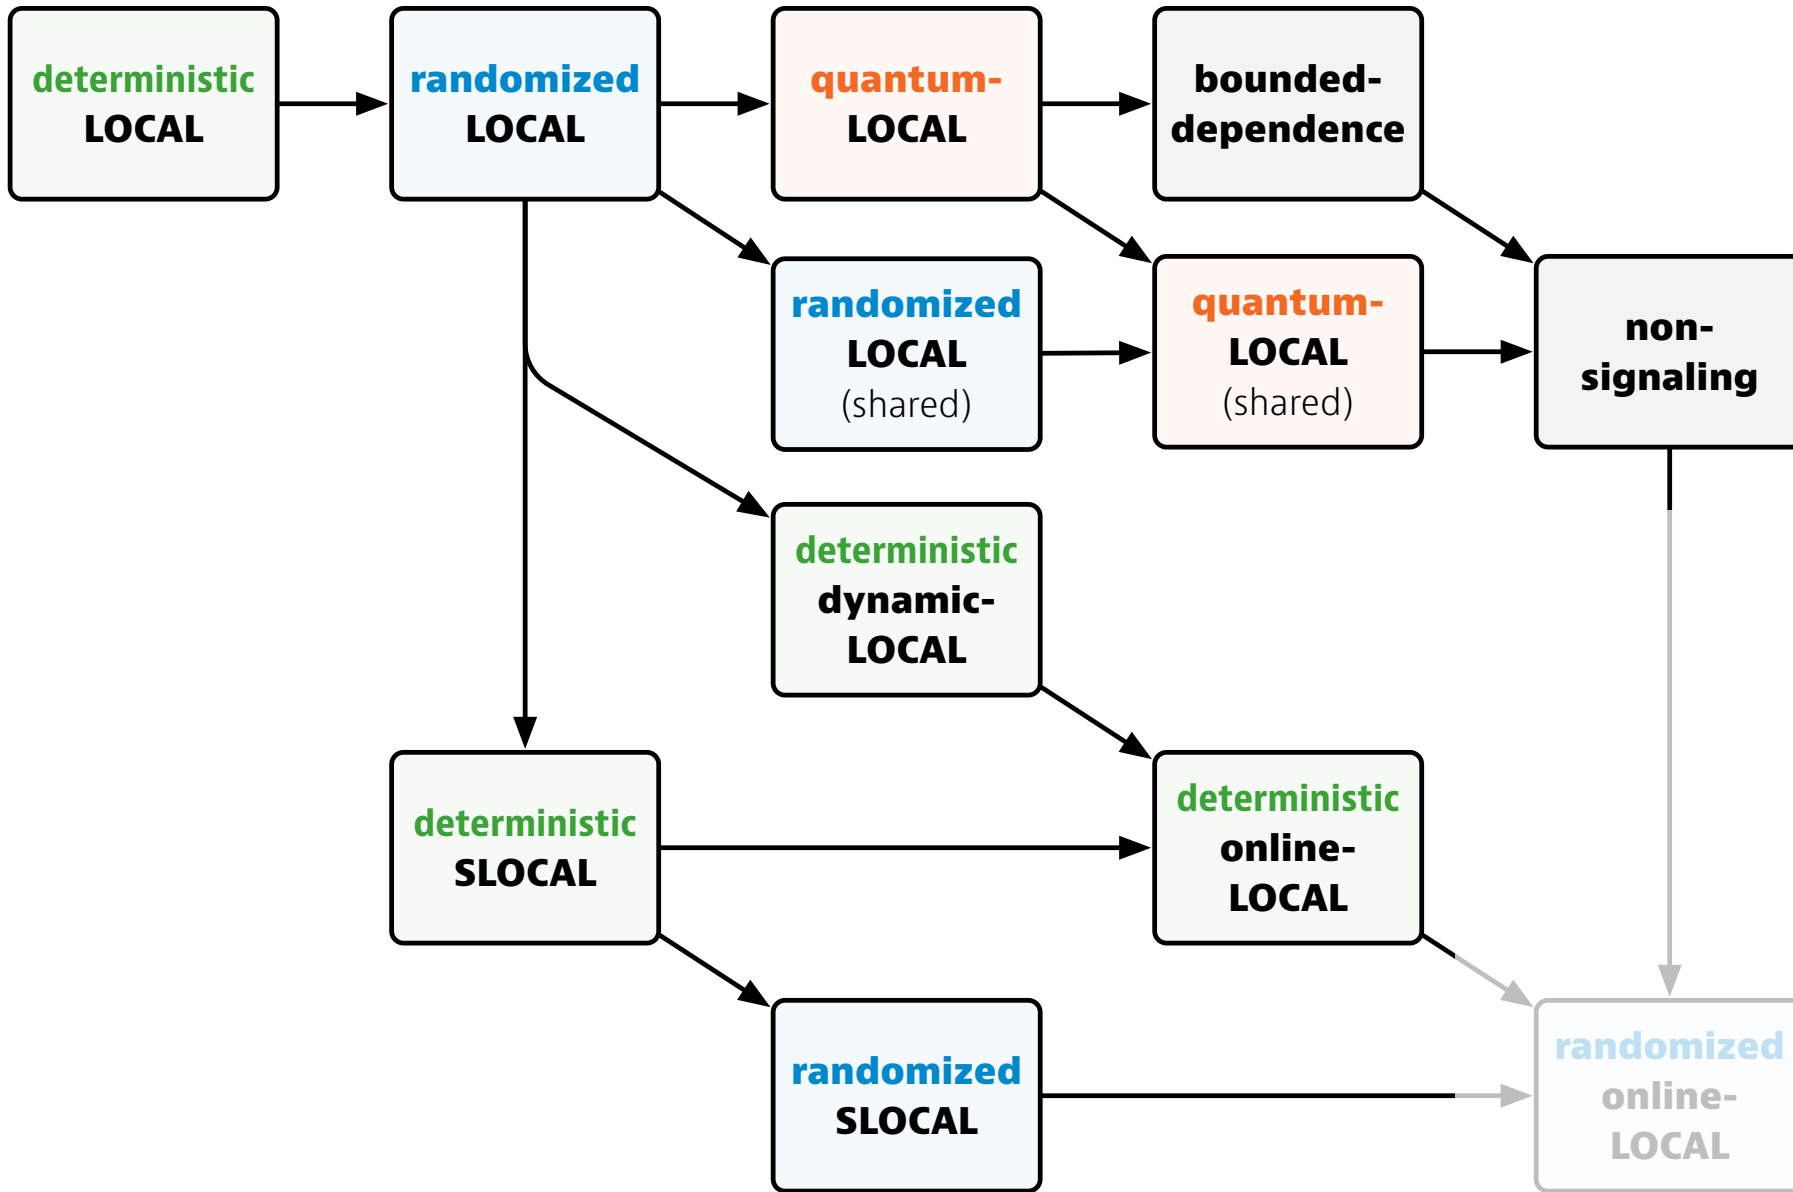 deterministic
LOCAL
randomized
LOCAL
quantum-
LOCAL
bounded-
dependence
randomized
LOCAL
(shared)
quantum-
LOCAL
(shared)
non-
signaling
deterministic
dynamic-
LOCAL
deterministic
SLOCAL
deterministic
online-
LOCAL
randomized
SLOCAL
randomized
online-
LOCAL